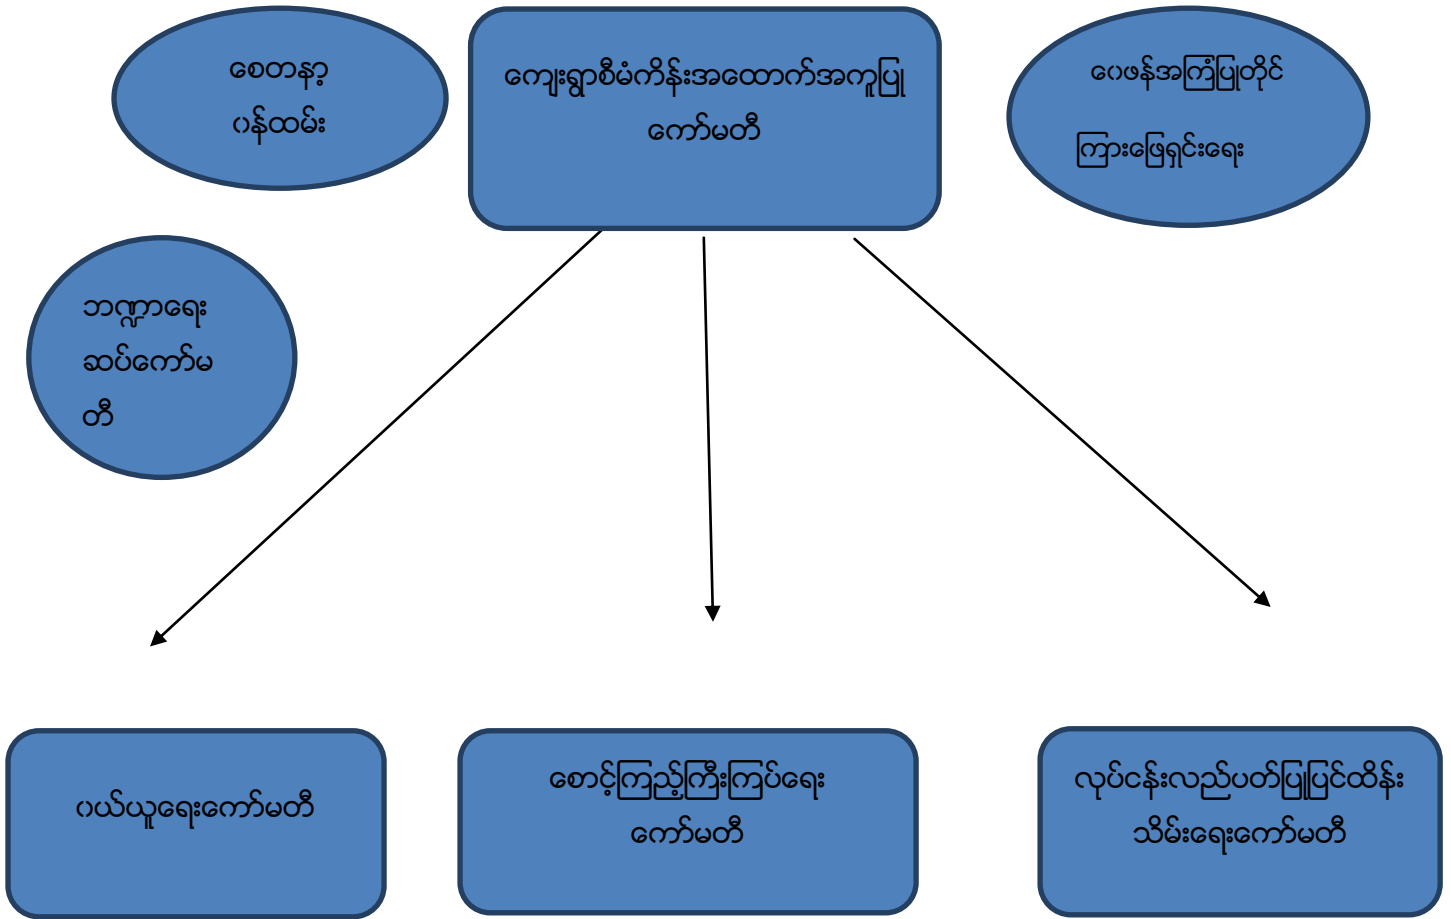 စေတနာ့
၀န်ထမ်း
ကျေးရွာစီမံကိန်းအထောက်အကူပြု
ကော်မတီ
ဝေဖန်အကြံပြုတိုင်
ကြားဖြေရှင်းရေး
ဘဏ္ဍာရေး
ဆပ်ကော်မ
တီ
၀ယ်ယူရေးကော်မတီ
စောင့်ကြည့်ကြီးကြပ်ရေး
ကော်မတီ
လုပ်ငန်းလည်ပတ်ပြုပြင်ထိန်း
သိမ်းရေးကော်မတီ